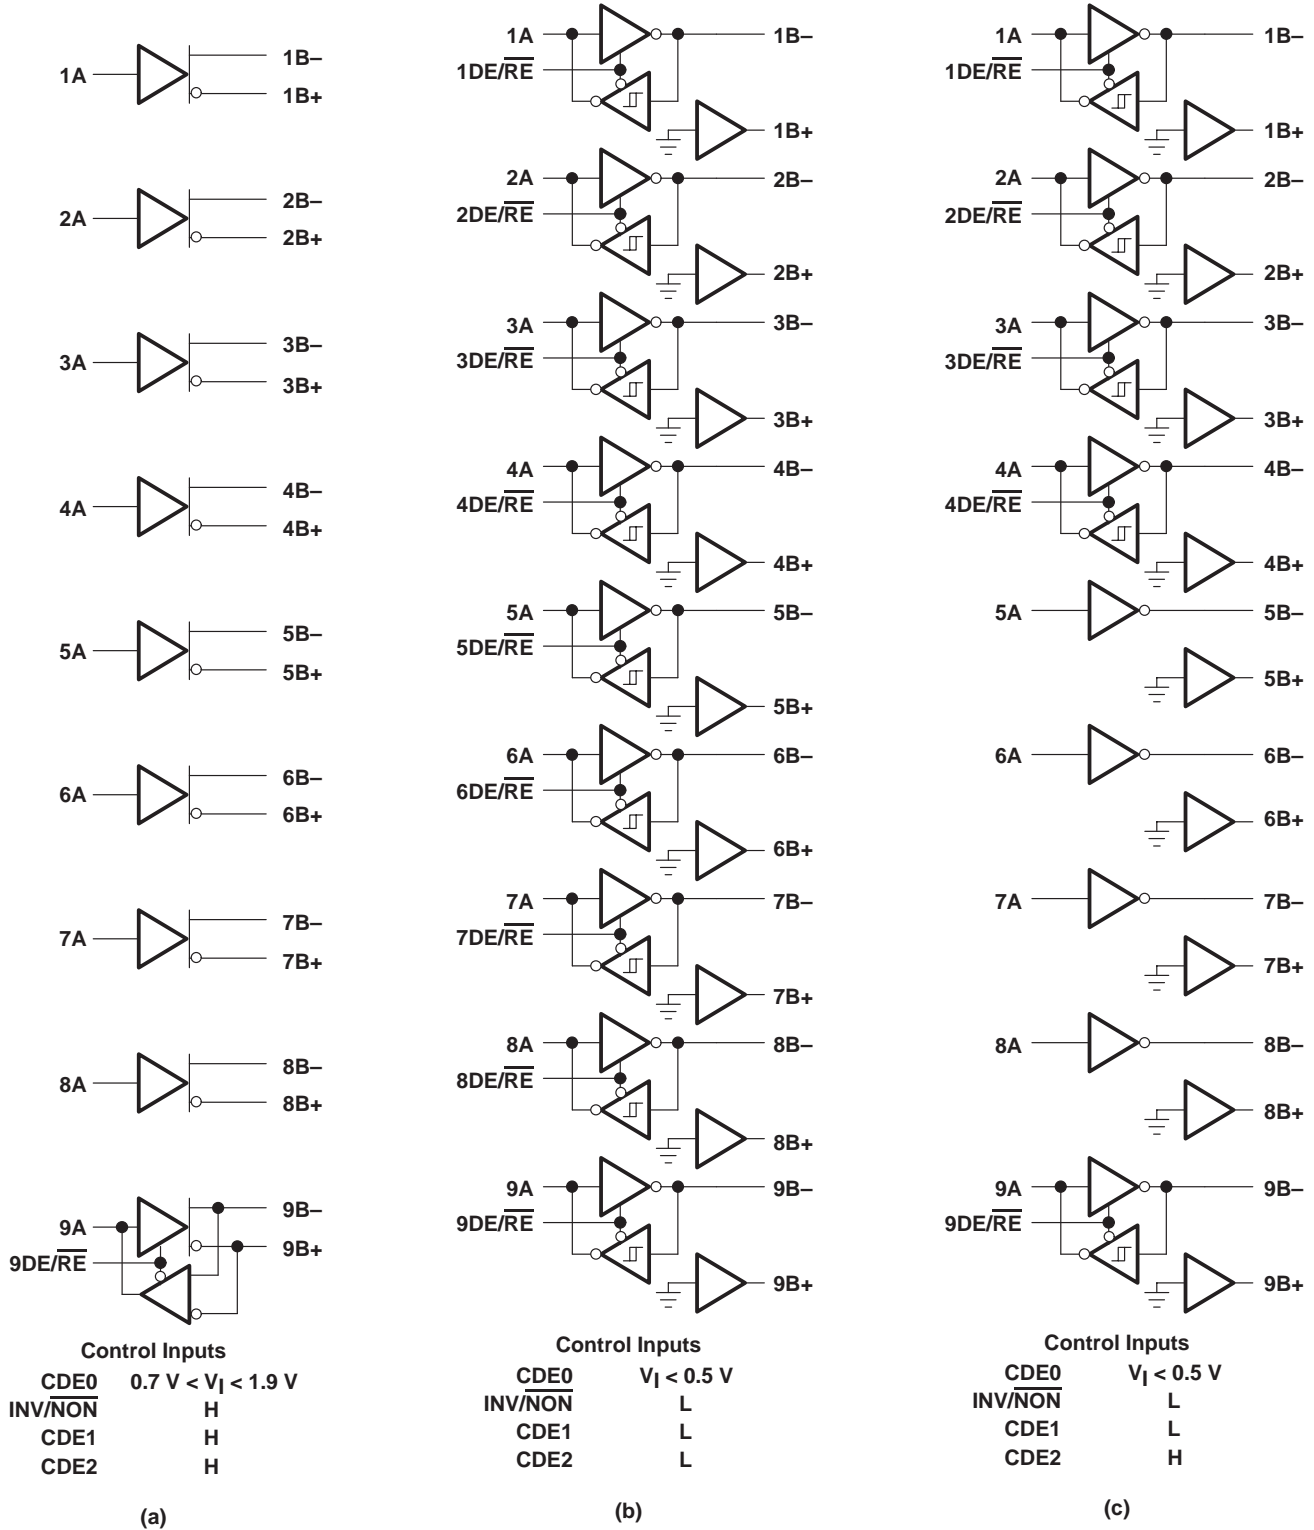 1A
1B–
1B+
2A
2B–
2B+
3A
3B–
3B+
4A
4B–
4B+
5A
5B–
5B+
6A
6B–
6B+
7A
7B–
7B+
8A
8B–
8B+
9A
9B–
9DE/RE
9B+
Control Inputs
CDE0 0.7 V < VI < 1.9 V
INV/NON H
CDE1 H
CDE2 H
(a)
1A 1B–
1DE/RE
1B+
2A 2B–
2DE/RE
2B+
3A 3B–
3DE/RE
3B+
4A 4B–
4DE/RE
4B+
5A 5B–
5DE/RE
5B+
6A 6B–
6DE/RE
6B+
7A 7B–
7DE/RE
7B+
8A 8B–
8DE/RE
8B+
9A 9B–
9DE/RE
9B+
Control Inputs
CDE0 VI < 0.5 V
INV/NON L
CDE1 L
CDE2 L
(b)
1A 1B–
1DE/RE
1B+
2A 2B–
2DE/RE
2B+
3A 3B–
3DE/RE
3B+
4A 4B–
4DE/RE
4B+
5A 5B–
5B+
6A 6B–
6B+
7A 7B–
7B+
8A 8B–
8B+
9A 9B–
9DE/RE
9B+
Control Inputs
CDE0 VI < 0.5 V
INV/NON L
CDE1 L
CDE2 H
(c)